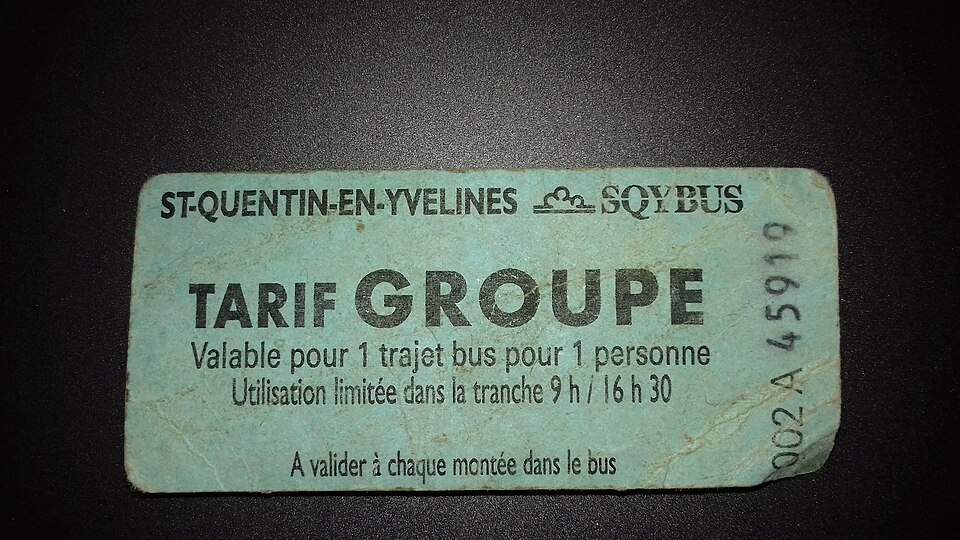 ST-QUENTIN-EN-YVELINES SQYBUS
TARIF GROUPE
Valable pour 1 trajet bus pour 1 personne
Utilisation limitée dans la tranche 9 h / 16 h 30
A valider à chaque montée dans le bus
002 A 45919